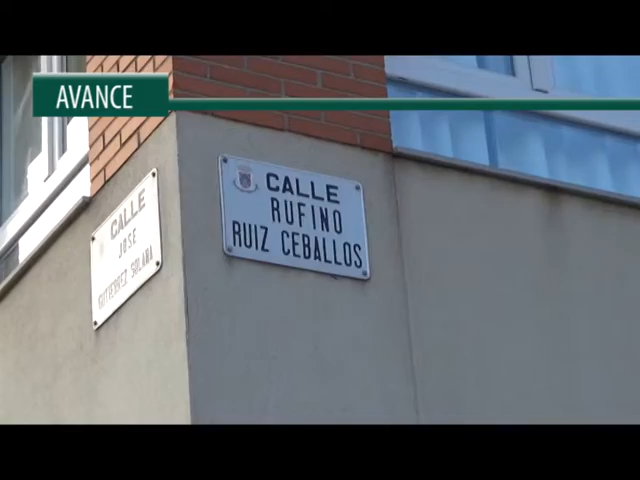 AVANCE
CALLE
JOSE
GUTIERREZ SOLANA
CALLE
RUFINO
RUIZ CEBALLOS